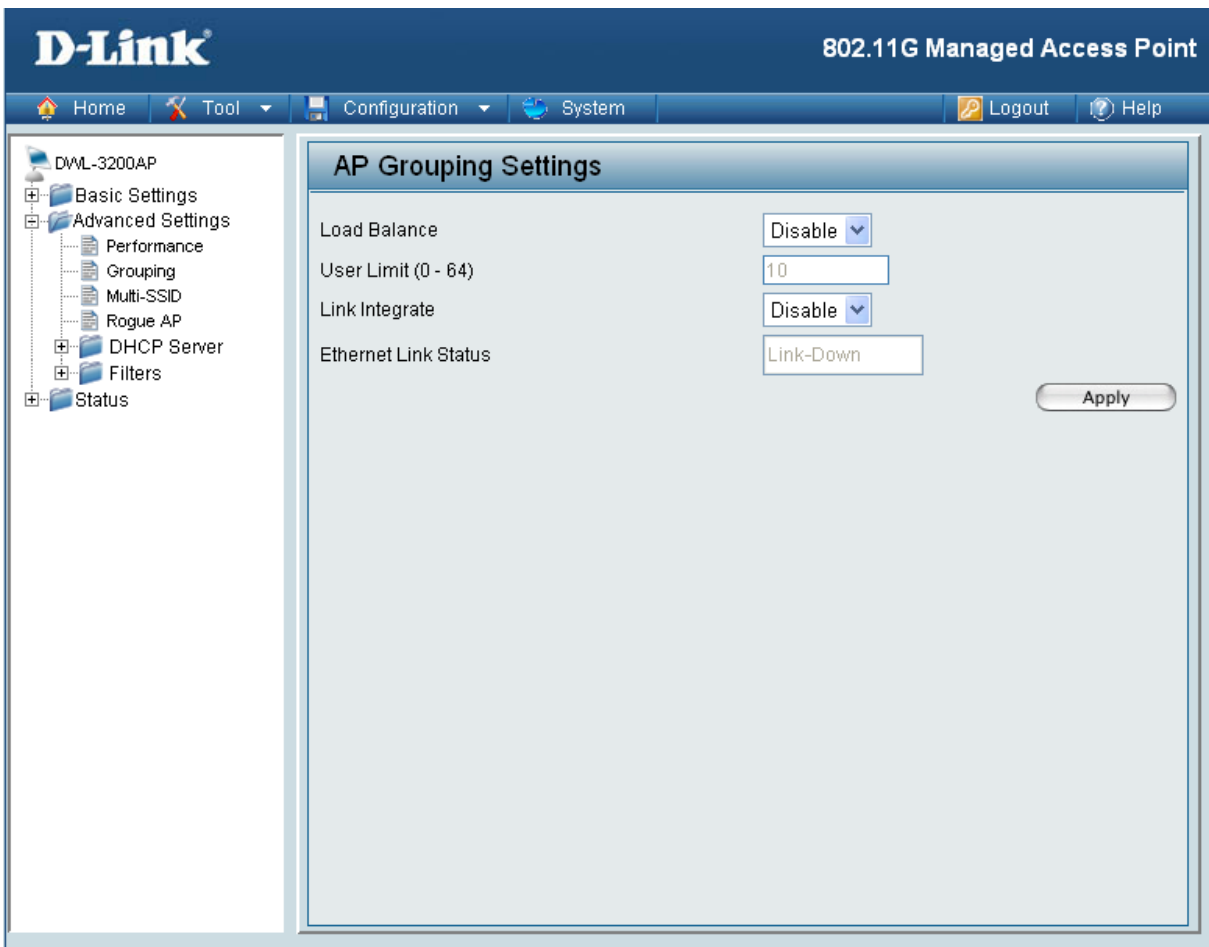 D-Link
802.11G Managed Access Point
Home Tool Configuration System Logout Help
DWL-3200AP
Basic Settings
Advanced Settings
Performance
Grouping
Multi-SSID
Rogue AP
DHCP Server
Filters
Status
AP Grouping Settings
Load Balance Disable
User Limit (0 - 64) 10
Link Integrate Disable
Ethernet Link Status Link-Down
Apply